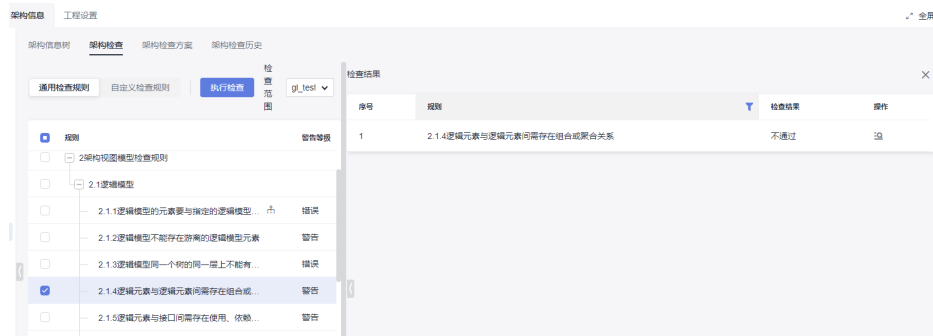 架构信息 工程设置 全屏
架构信息树 架构检查 架构检查方案 架构检查历史
通用检查规则 自定义检查规则 执行检查 检查范围 gl_test
规则 警告等级
2架构视图模型检查规则
2.1逻辑模型
2.1.1逻辑模型的元素要与指定的逻辑模型... 错误
2.1.2逻辑模型不能存在游离的逻辑模型元素 警告
2.1.3逻辑模型同一个树的同一层上不能有... 错误
2.1.4逻辑元素与逻辑元素间需存在组合或... 警告
2.1.5逻辑元素与接口间需存在使用、依赖... 警告
检查结果
序号 规则 检查结果 操作
1 2.1.4逻辑元素与逻辑元素间需存在组合或聚合关系 不通过